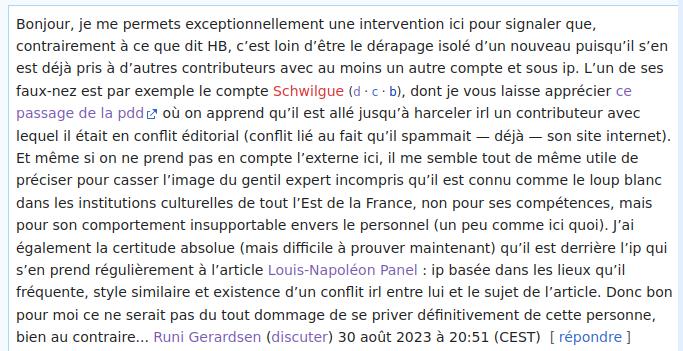 Bonjour, je me permets exceptionnellement une intervention ici pour signaler que,
contrairement à ce que dit HB, c’est loin d’être le dérapage isolé d’un nouveau puisqu’il s’en
est déjà pris à d’autres contributeurs avec au moins un autre compte et sous ip. L’un de ses
faux-nez est par exemple le compte Schwilgue (d · c · b), dont je vous laisse apprécier ce
passage de la pdd où on apprend qu’il est allé jusqu’à harceler irl un contributeur avec
lequel il était en conflit éditorial (conflit lié au fait qu’il spammait — déjà — son site internet).
Et même si on ne prend pas en compte l’externe ici, il me semble tout de même utile de
préciser pour casser l’image du gentil expert incompris qu’il est connu comme le loup blanc
dans les institutions culturelles de tout l’Est de la France, non pour ses compétences, mais
pour son comportement insupportable envers le personnel (un peu comme ici quoi). J’ai
également la certitude absolue (mais difficile à prouver maintenant) qu’il est derrière l’ip qui
s’en prend régulièrement à l’article Louis-Napoléon Panel : ip basée dans les lieux qu’il
fréquente, style similaire et existence d’un conflit irl entre lui et le sujet de l’article. Donc bon
pour moi ce ne serait pas du tout dommage de se priver définitivement de cette personne,
bien au contraire... Runi Gerardsen (discuter) 30 août 2023 à 20:51 (CEST) [ répondre ]